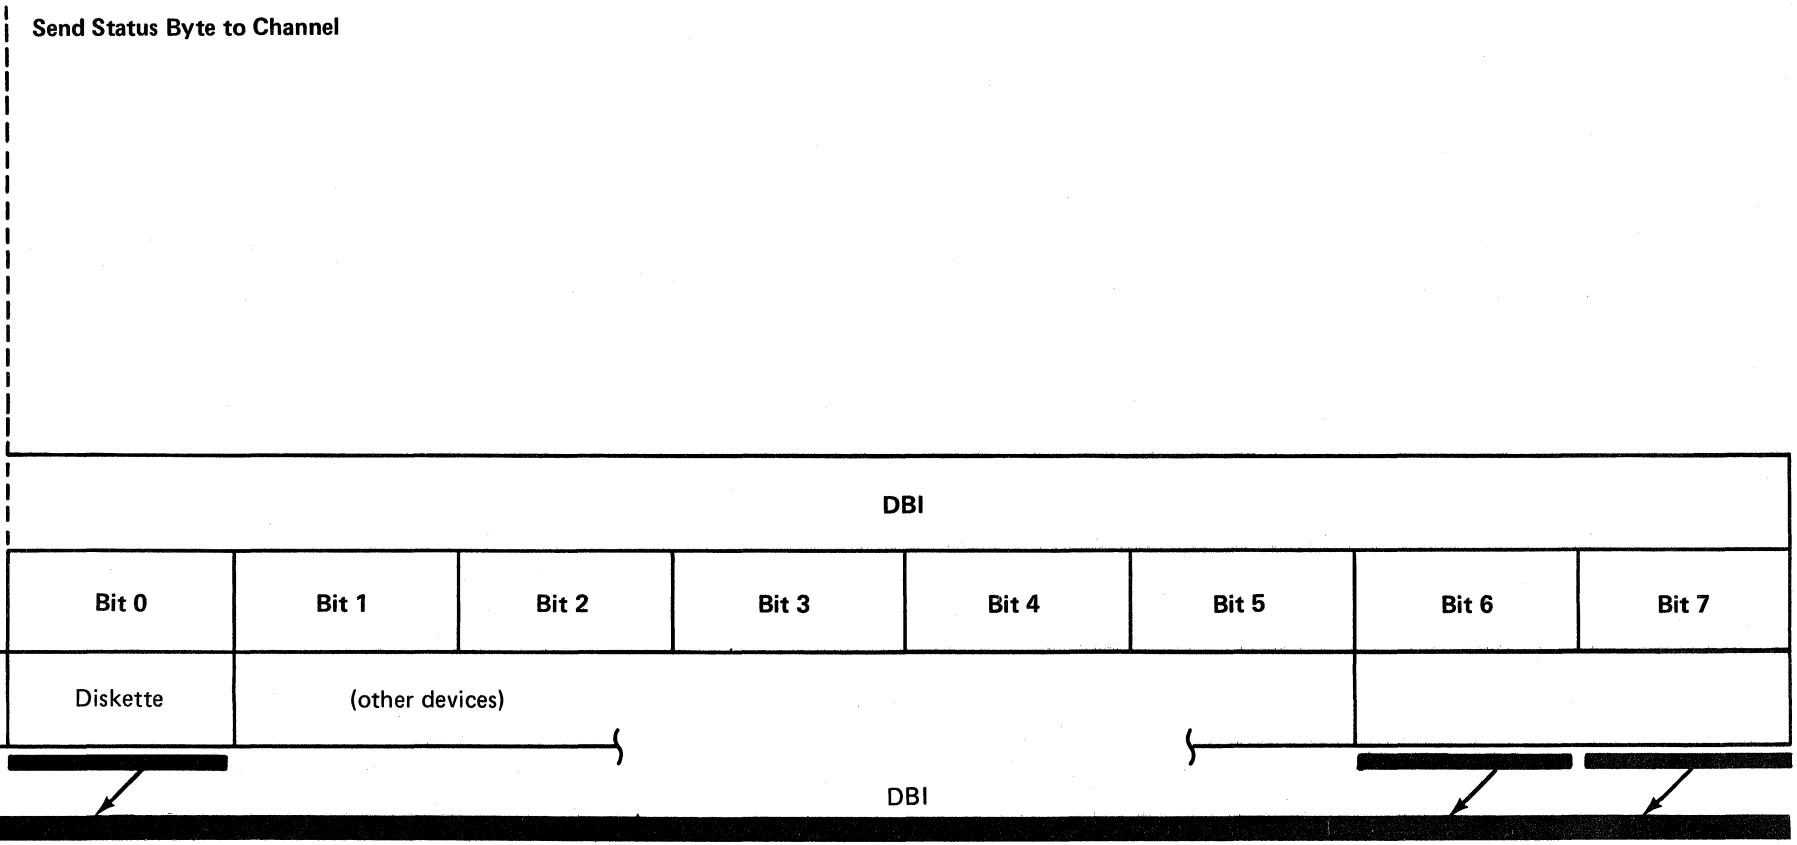 Send Status Byte to Channel
DBI
Bit 0 Bit 1 Bit 2 Bit 3 Bit 4 Bit 5 Bit 6 Bit 7
Diskette (other devices)
DBI